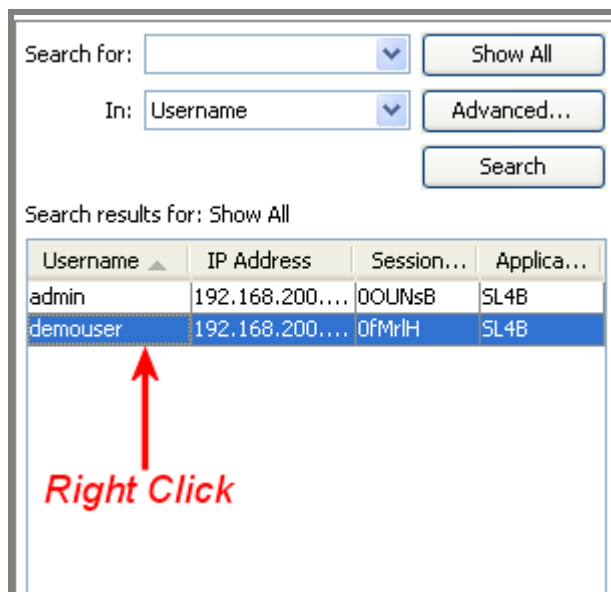 Search for: Show All
In: Username Advanced...
Search
Search results for: Show All
Username IP Address Session... Applica...
admin 192.168.200.... 0OUNsB SL4B
demouser 192.168.200.... 0fMrlH SL4B
Right Click